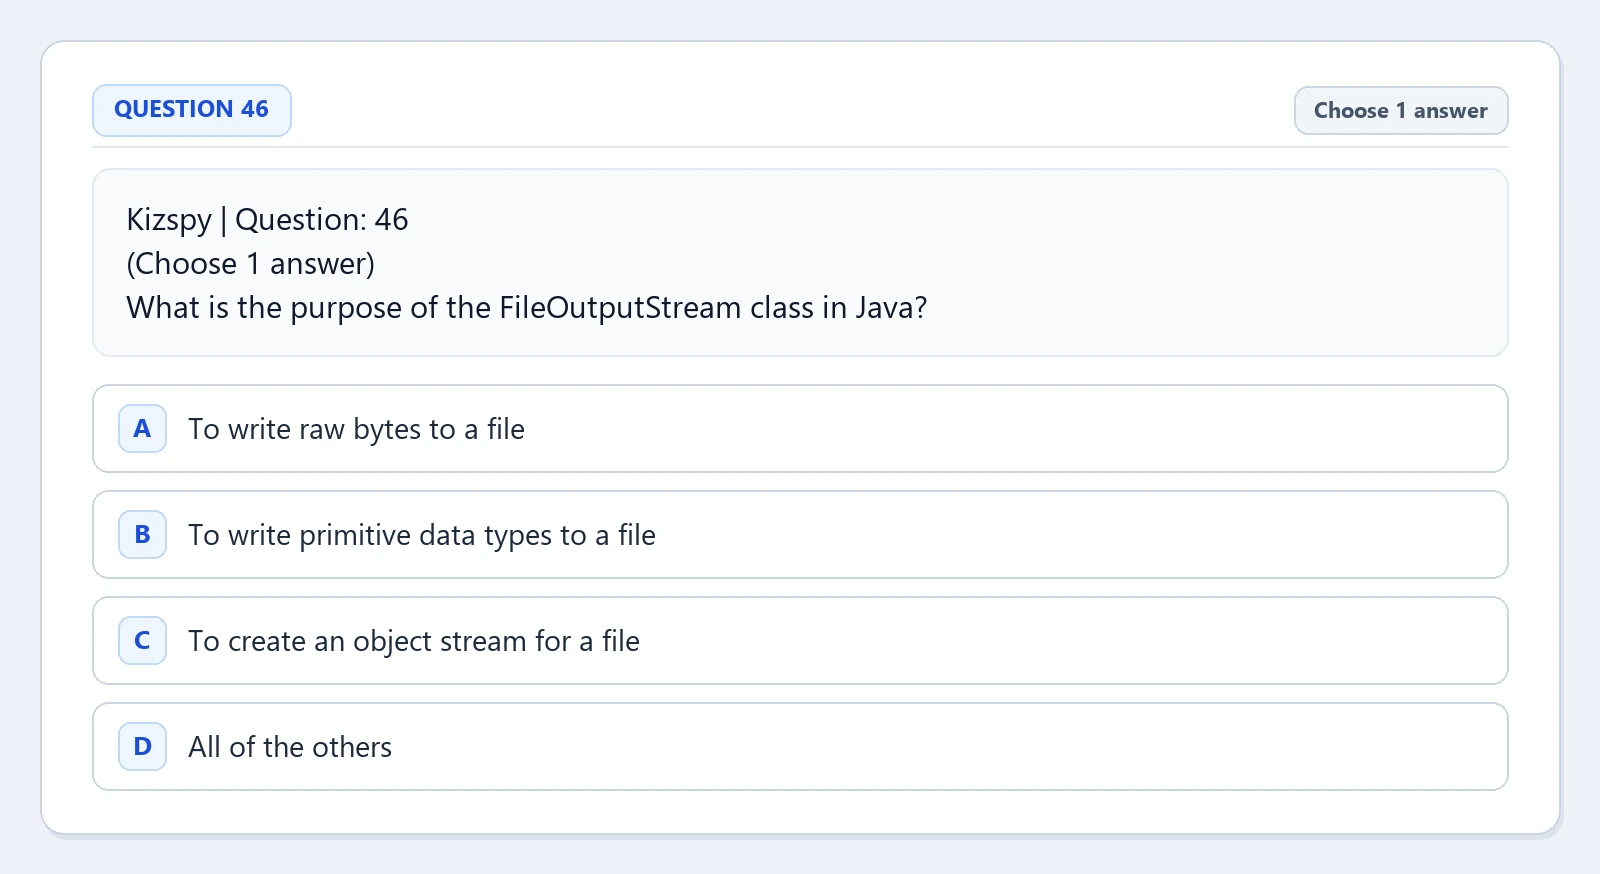 QUESTION 46
Choose 1 answer
Kizspy | Question: 46
(Choose 1 answer)
What is the purpose of the FileOutputStream class in Java?
A To write raw bytes to a file
B To write primitive data types to a file
C To create an object stream for a file
D All of the others